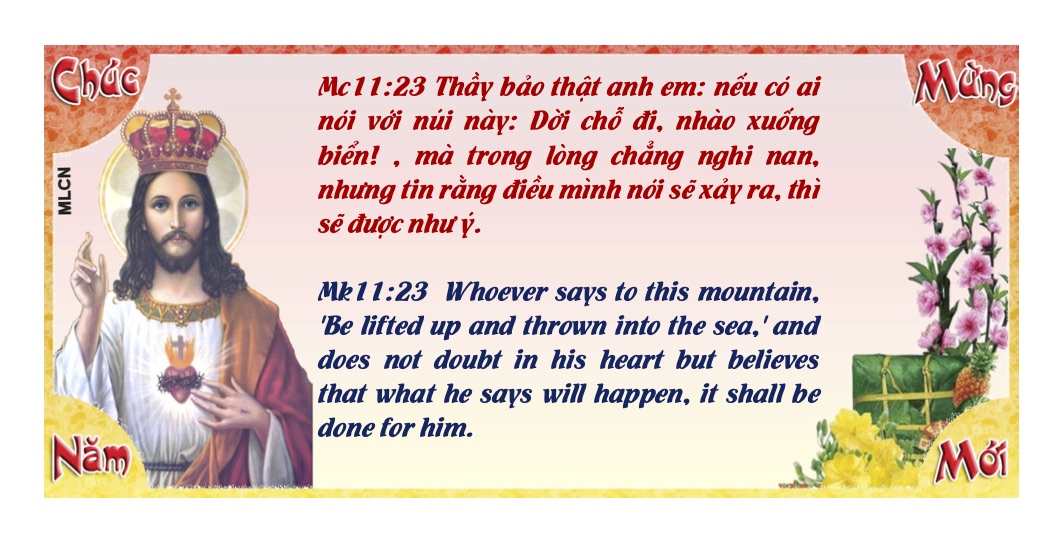 Chúc
Mừng
MLCN
Mc11:23 Thầy bảo thật anh em: nếu có ai
nói với núi này: Dời chỗ đi, nhào xuống
biển! , mà trong lòng chẳng nghi nan,
nhưng tin rằng điều mình nói sẽ xảy ra, thì
sẽ được như ý.
Mk11:23 Whoever says to this mountain,
'Be lifted up and thrown into the sea,' and
does not doubt in his heart but believes
that what he says will happen, it shall be
done for him.
Năm
Mới